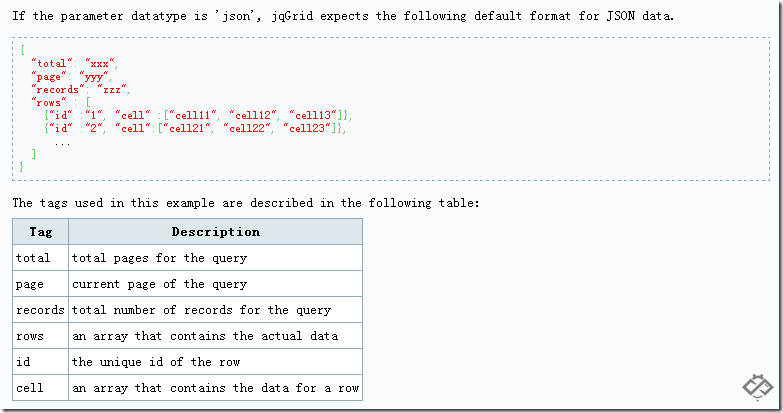 If the parameter datatype is 'json', jqGrid expects the following default format for JSON data.
{
"total": "xxx",
"page": "yyy",
"records": "zzz",
"rows" : [
{"id" :"1", "cell" :["cell11", "cell12", "cell13"]},
{"id" :"2", "cell":["cell21", "cell22", "cell23"]},
...
]
}
The tags used in this example are described in the following table:
Tag Description
total total pages for the query
page current page of the query
records total number of records for the query
rows an array that contains the actual data
id the unique id of the row
cell an array that contains the data for a row